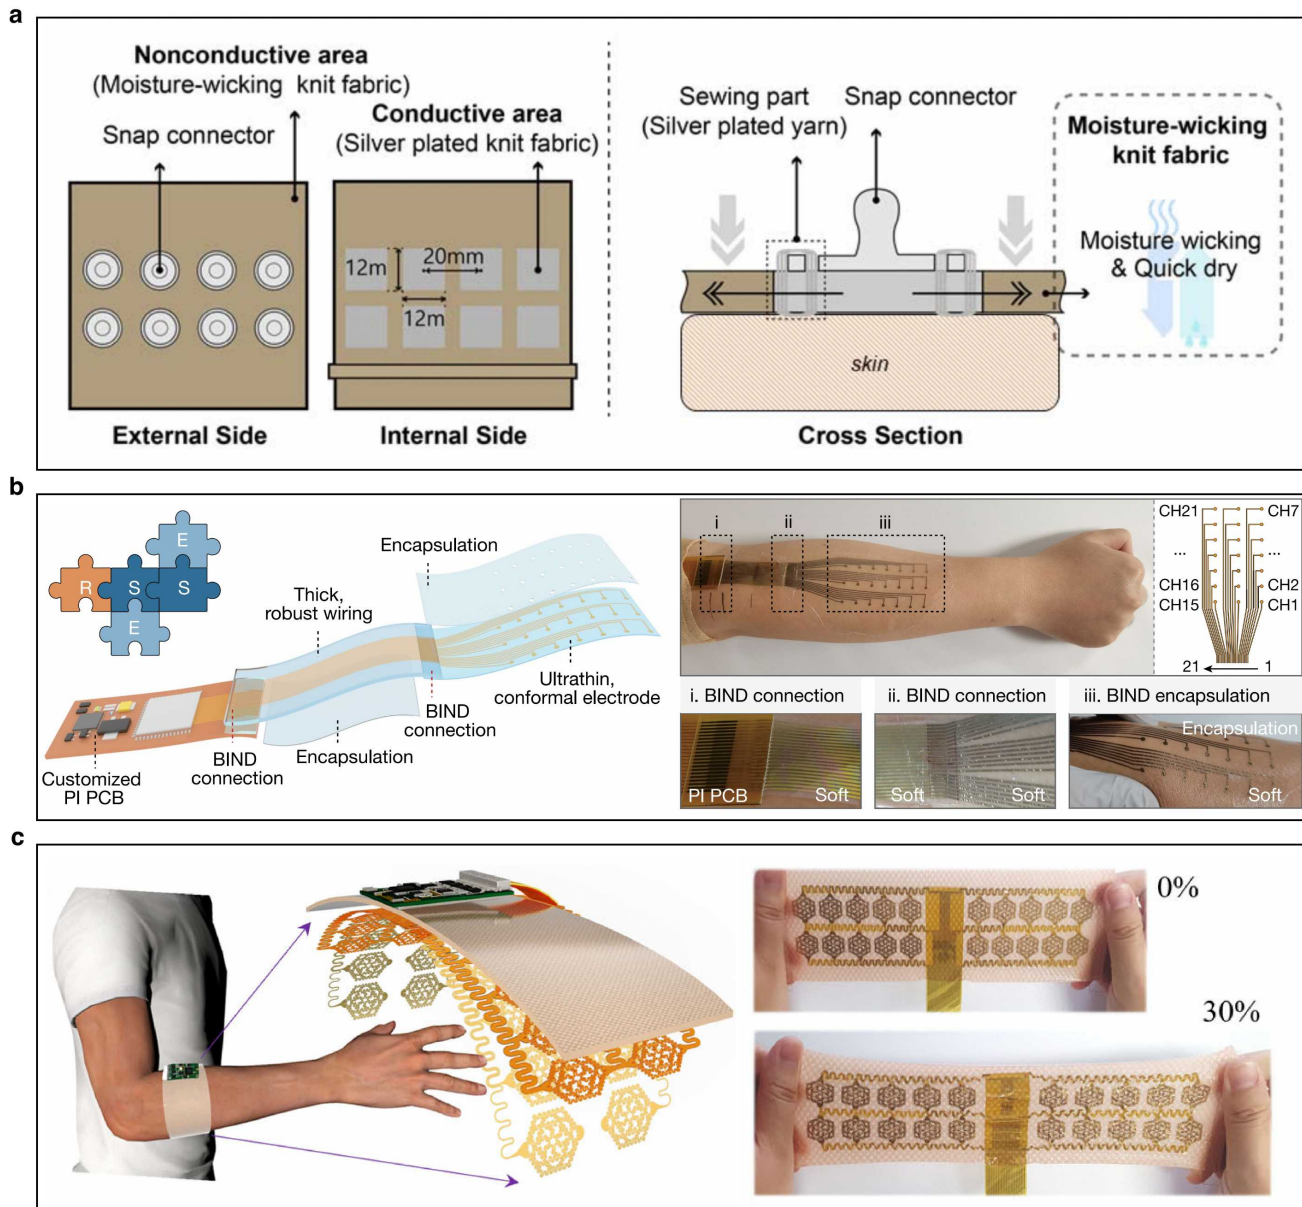 a
Nonconductive area
(Moisture-wicking knit fabric)
Snap connector
Conductive area
(Silver plated knit fabric)
12m
20mm
12m
External Side
Internal Side
Sewing part
(Silver plated yarn)
Snap connector
Moisture-wicking
knit fabric
Moisture wicking
& Quick dry
skin
Cross Section
b
E
R
S
S
E
Encapsulation
Thick,
robust wiring
Ultrathin,
conformal electrode
BIND
connection
Encapsulation
BIND
connection
Customized
PI PCB
i
ii
iii
CH21
CH7
...
...
CH16
CH2
CH15
CH1
21
1
i. BIND connection
ii. BIND connection
iii. BIND encapsulation
PI PCB
Soft
Soft
Soft
Encapsulation
Soft
c
0%
30%